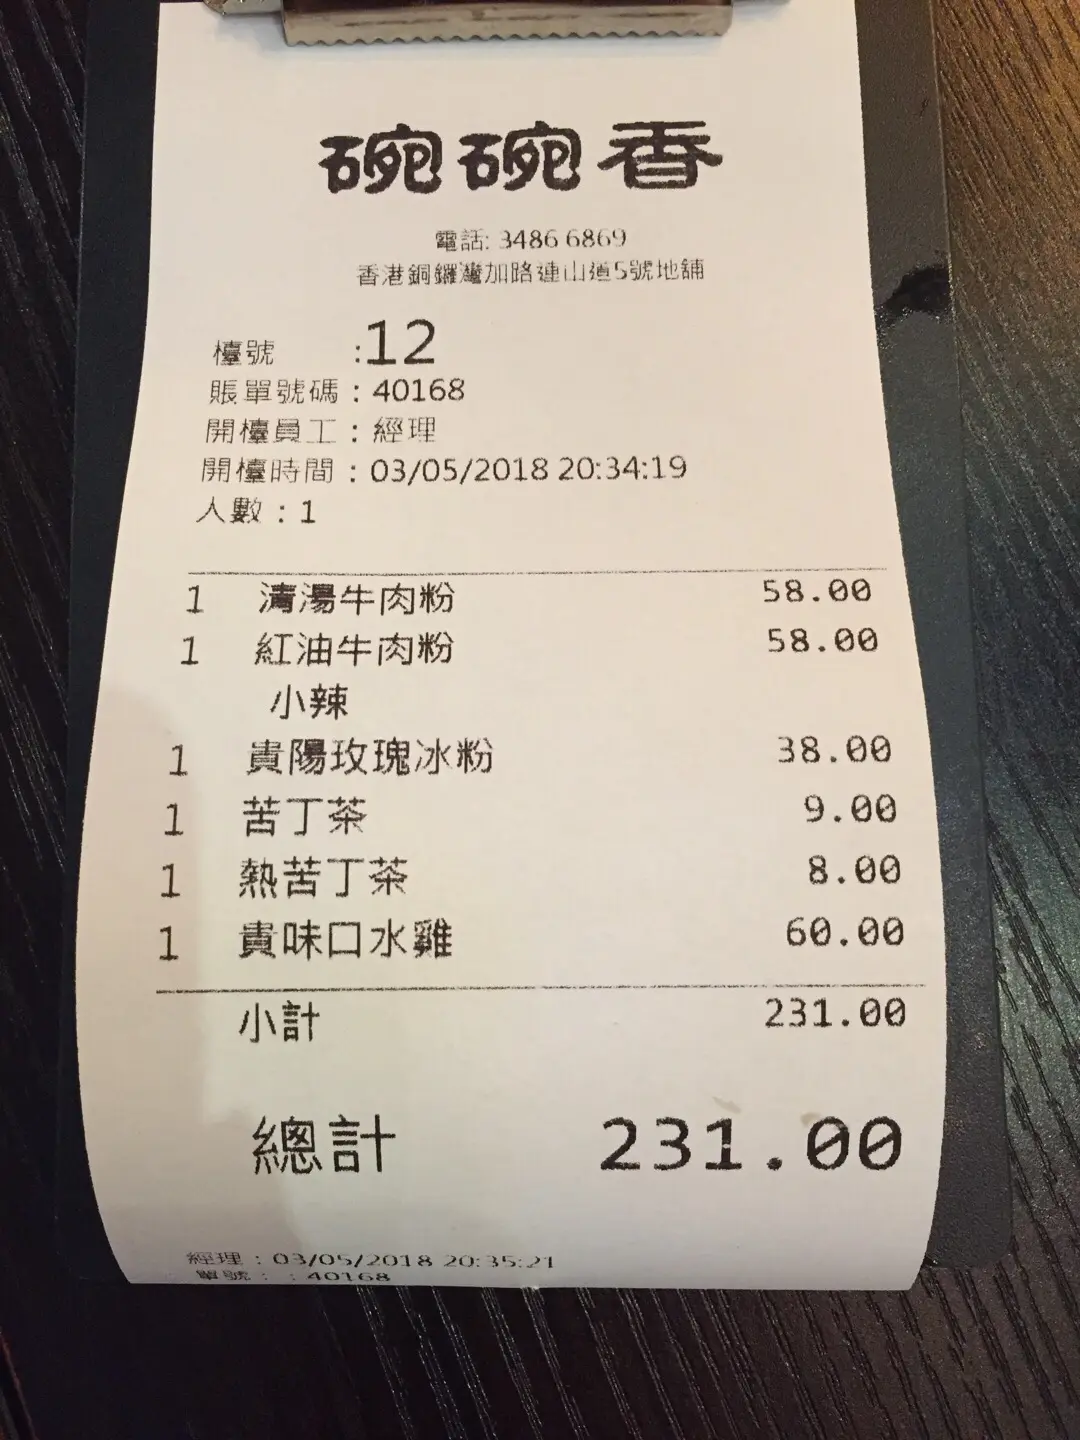 碗碗香
電話: 3486 6869
香港銅鑼灣加路連山道5號地舖
檯號 :12
賬單號碼：40168
開檯員工：經理
開檯時間：03/05/2018 20:34:19
人數：1
1 清湯牛肉粉 58.00
1 紅油牛肉粉 58.00
小辣
1 貴陽玫瑰冰粉 38.00
1 苦丁茶 9.00
1 熱苦丁茶 8.00
1 貴味口水雞 60.00
小計 231.00
總計 231.00
經理：03/05/2018 20:35:21
單號：：40168